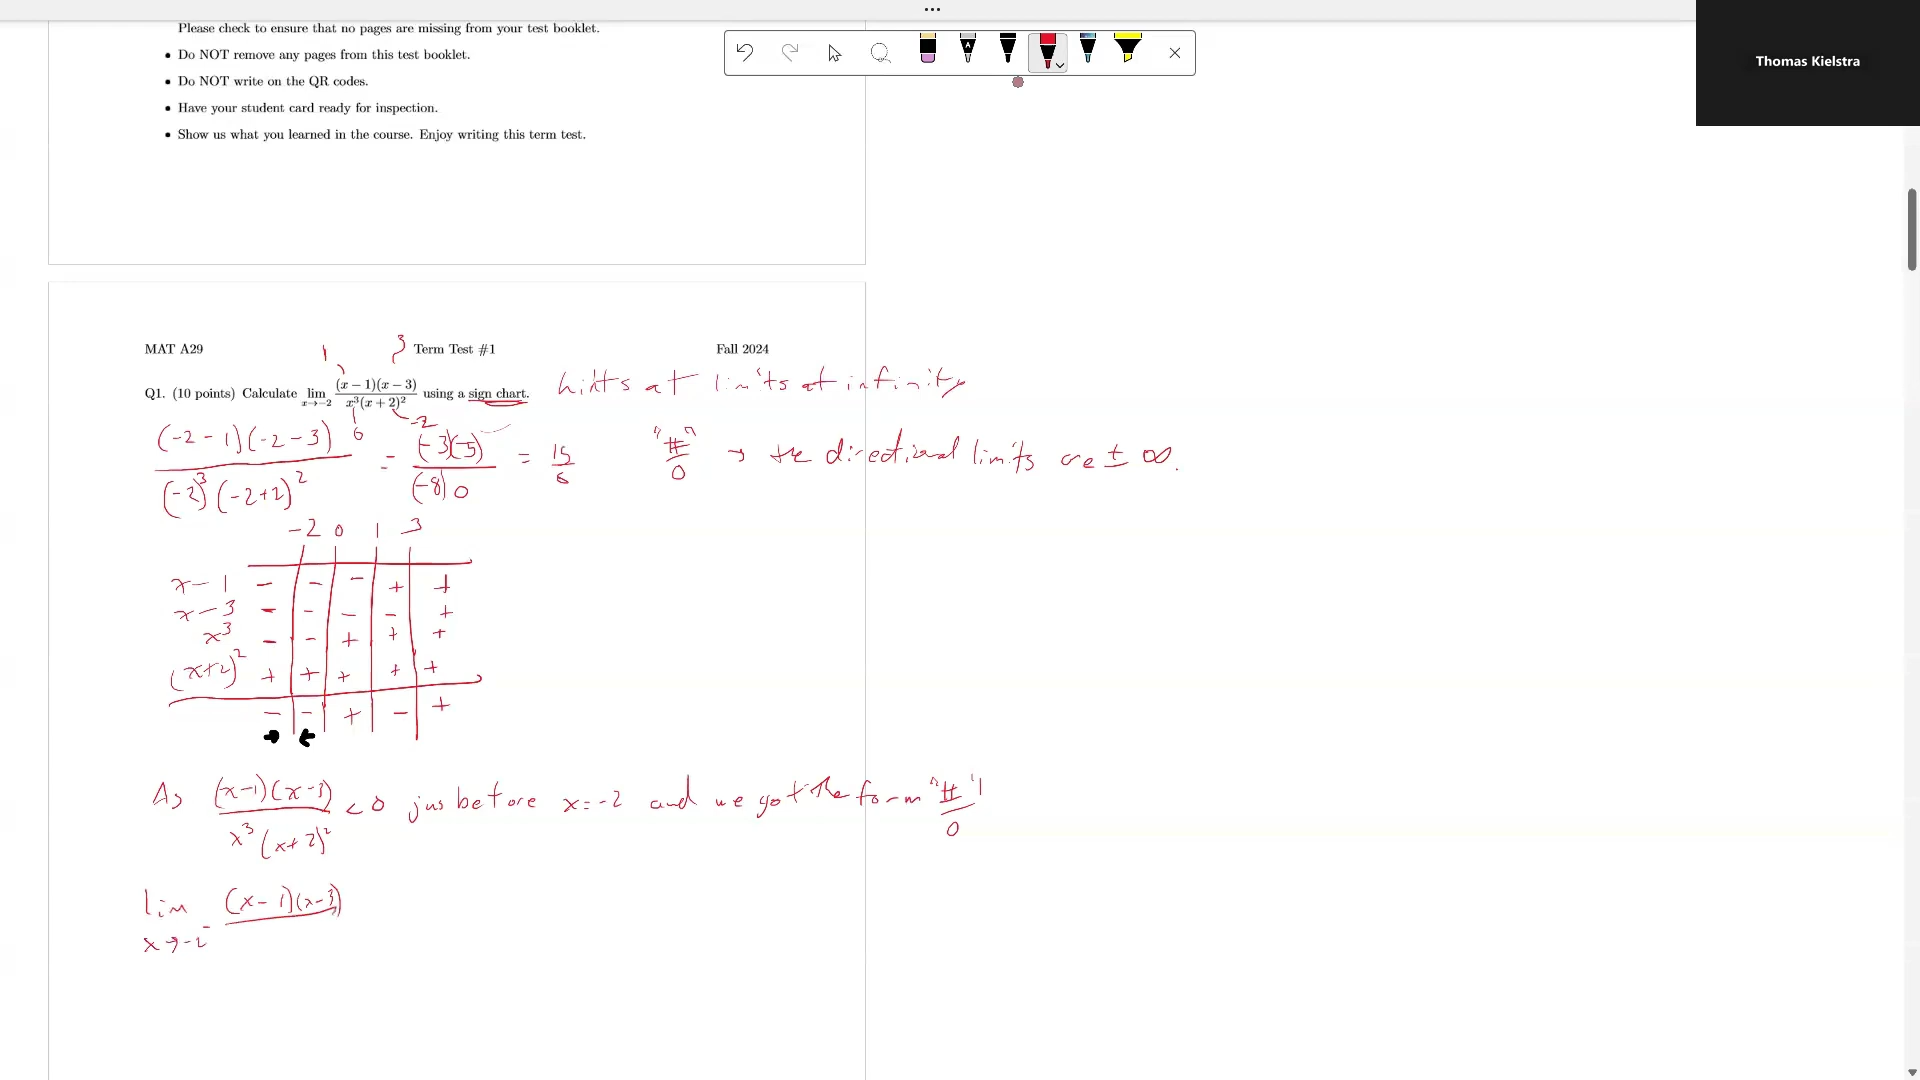 Please check to ensure that no pages are missing from your test booklet.
• Do NOT remove any pages from this test booklet.
• Do NOT write on the QR codes.
• Have your student card ready for inspection.
• Show us what you learned in the course. Enjoy writing this term test.
Thomas Kielstra
MAT A29 Term Test #1 Fall 2024
1 3
Q1. (10 points) Calculate lim x→−2 (x − 1)(x − 3) / x³(x + 2)² using a sign chart. hints at limits at infinity
0 -2
(-2-1)(-2-3) / (-2)³(-2+2)² = (-3)(-5) / (-8)0 = 15/0 "#"/0 → the directional limits are ± ∞.
-2 0 1 3
x-1 - - - + +
x-3 - - - - +
x³ - - + + +
(x+2)² + + + + +
- - + - +
→ ←
As (x-1)(x-3) / x³(x+2)² <0 jus before x=-2 and we got the form "#"/0
lim x→-2⁻ (x-1)(x-3)